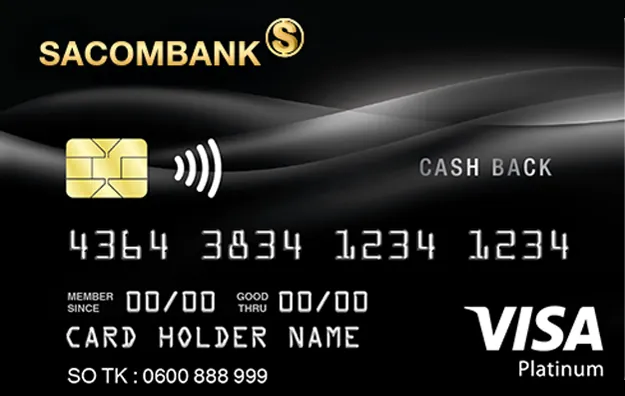 SACOMBANK S
CASH BACK
4364 3834 1234 1234
MEMBER SINCE 00/00 GOOD THRU 00/00
CARD HOLDER NAME
SO TK : 0600 888 999
VISA
Platinum